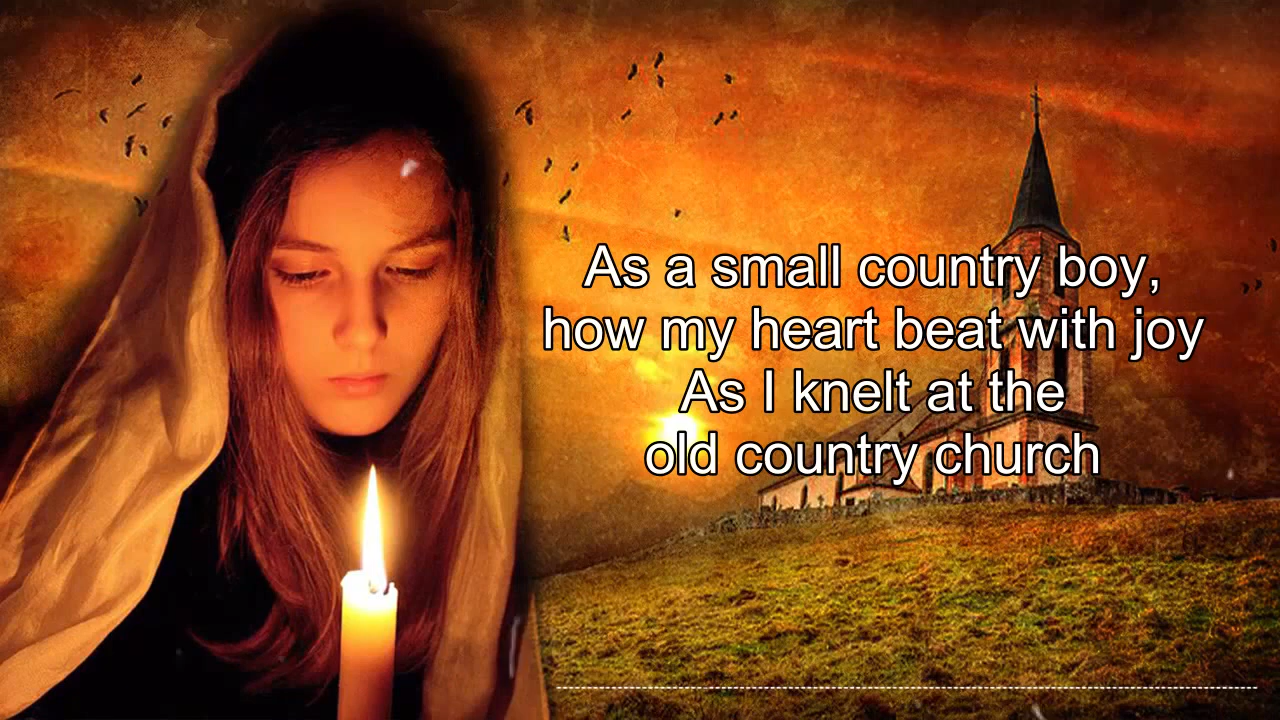 As a small country boy,
how my heart beat with joy
As I knelt at the
old country church